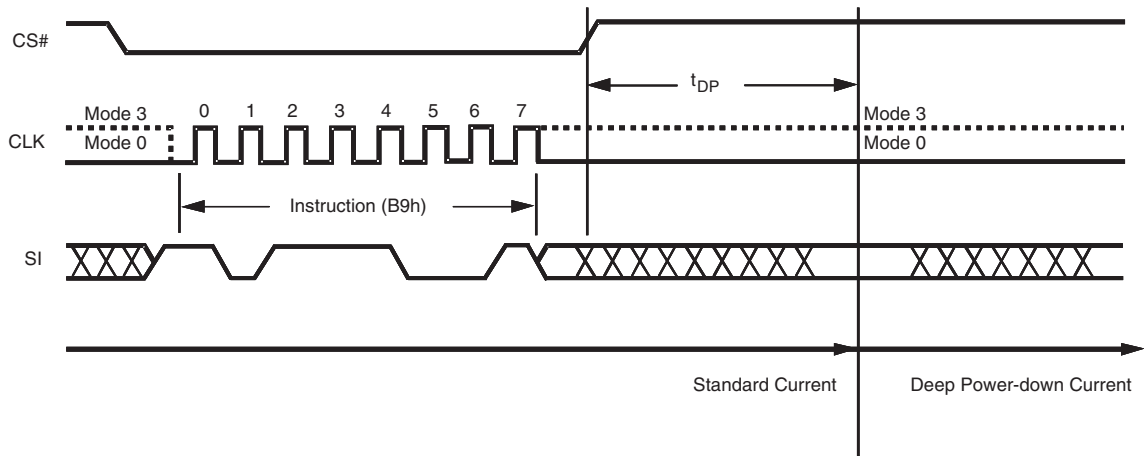 CS#
t_DP
0 1 2 3 4 5 6 7
Mode 3
Mode 3
CLK
Mode 0
Mode 0
Instruction (B9h)
SI
Standard Current
Deep Power-down Current